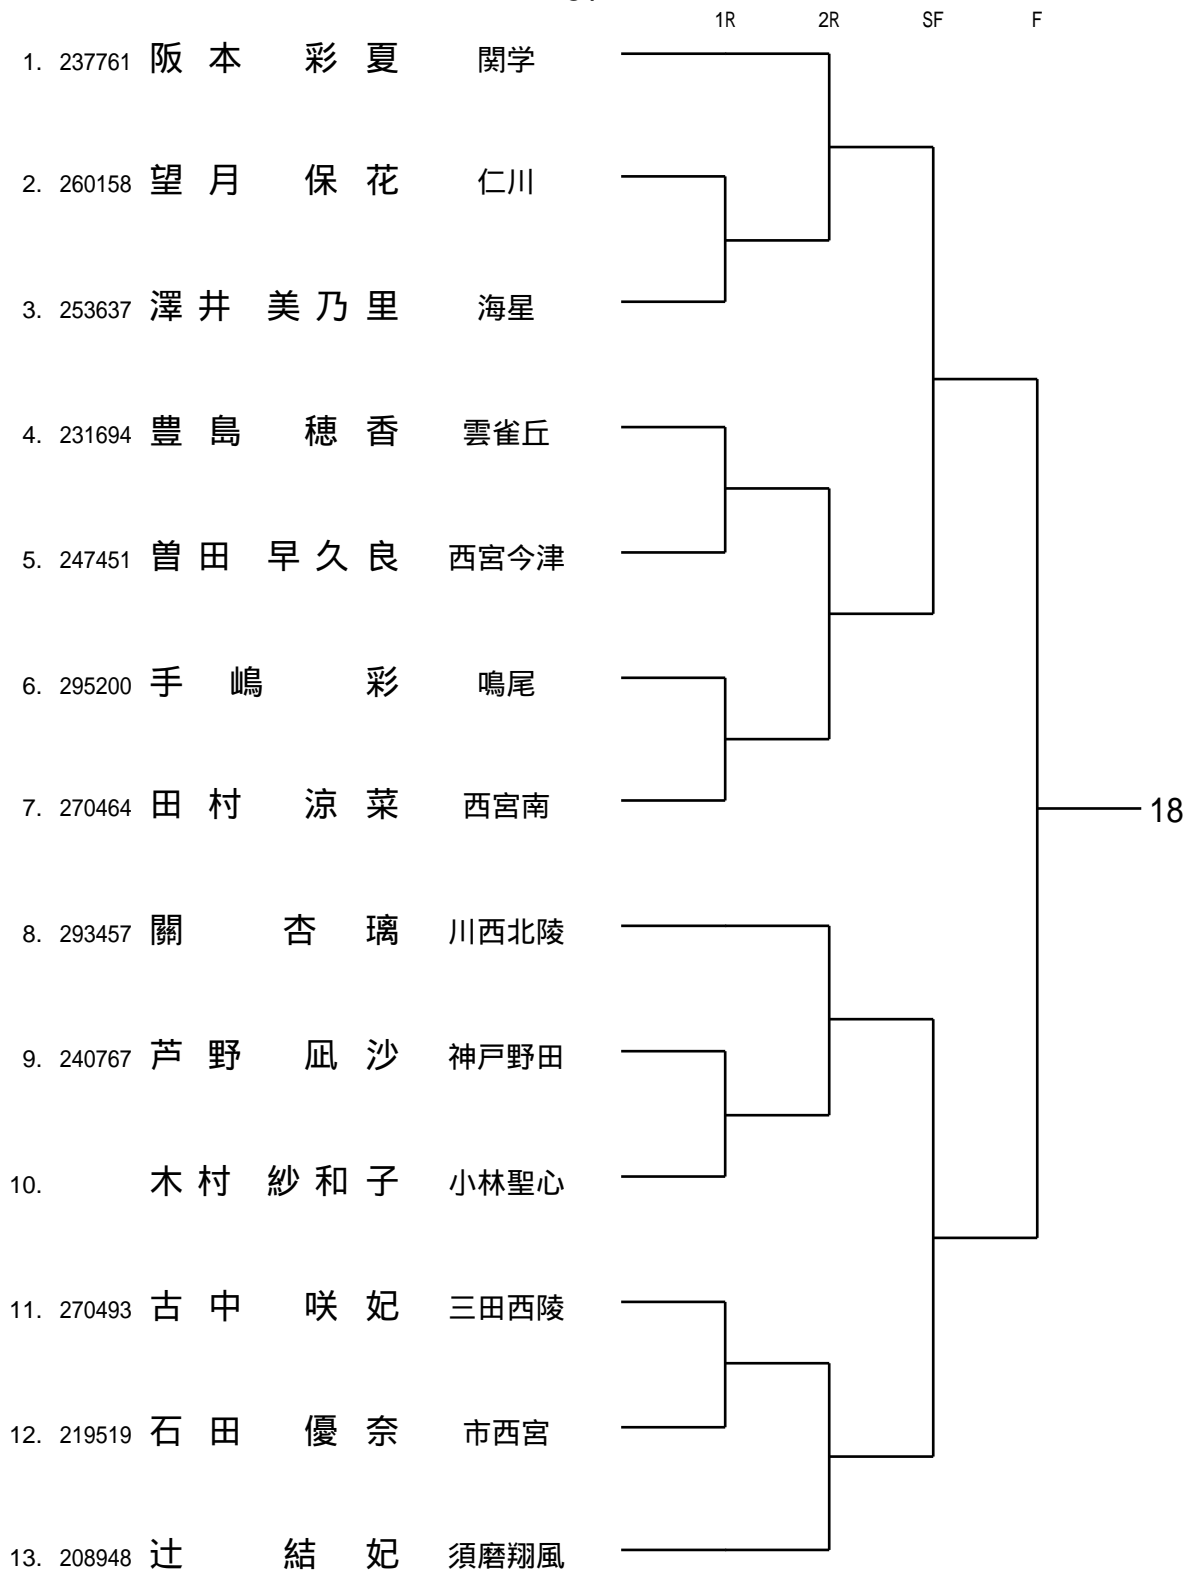 1R 2R SF F
1. 237761 阪本 彩夏 関学
2. 260158 望月 保花 仁川
3. 253637 澤井 美乃里 海星
4. 231694 豊島 穂香 雲雀丘
5. 247451 曽田 早久良 西宮今津
6. 295200 手嶋 彩 鳴尾
7. 270464 田村 涼菜 西宮南
18
8. 293457 關 杏璃 川西北陵
9. 240767 芦野 凪沙 神戸野田
10. 木村 紗和子 小林聖心
11. 270493 古中 咲妃 三田西陵
12. 219519 石田 優奈 市西宮
13. 208948 辻 結妃 須磨翔風